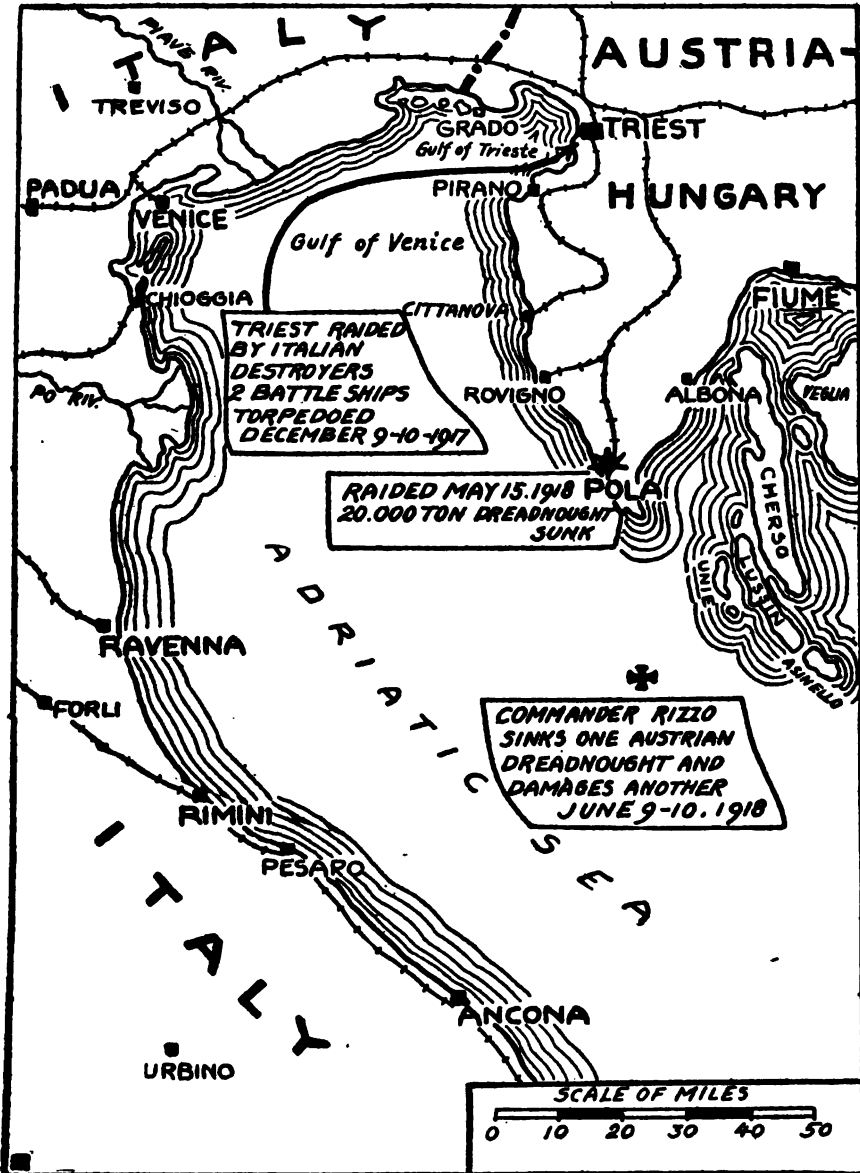 ITALY
AUSTRIA-
HUNGARY
PIAVE RIV.
TREVISO
GRADO
TRIEST
Gulf of Trieste
PADUA
PIRANO
VENICE
Gulf of Venice
FIUME
CHIOGGIA
CITTANOVA
TRIEST RAIDED
BY ITALIAN
DESTROYERS
2 BATTLE SHIPS
TORPEDOED
DECEMBER 9-10-1917
PO RIV.
ROVIGNO
ALBONA
VEGLIA
RAIDED MAY 15.1918
20.000 TON DREADNOUGHT
SUNK
POLA
CHERSO
UNIE
LUSSIN
ASINELLO
ADRIATIC SEA
RAVENNA
FORLI
COMMANDER RIZZO
SINKS ONE AUSTRIAN
DREADNOUGHT AND
DAMAGES ANOTHER
JUNE 9-10.1918
RIMINI
PESARO
ITALY
ANCONA
URBINO
SCALE OF MILES
0 10 20 30 40 50